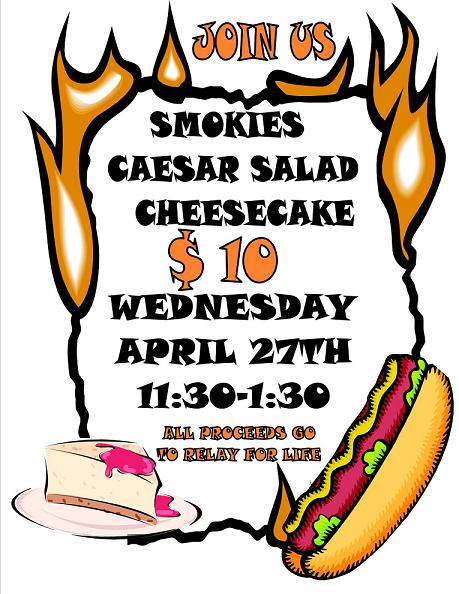 JOIN US
SMOKIES
CAESAR SALAD
CHEESECAKE
$ 10
WEDNESDAY
APRIL 27TH
11:30-1:30
ALL PROCEEDS GO
TO RELAY FOR LIFE